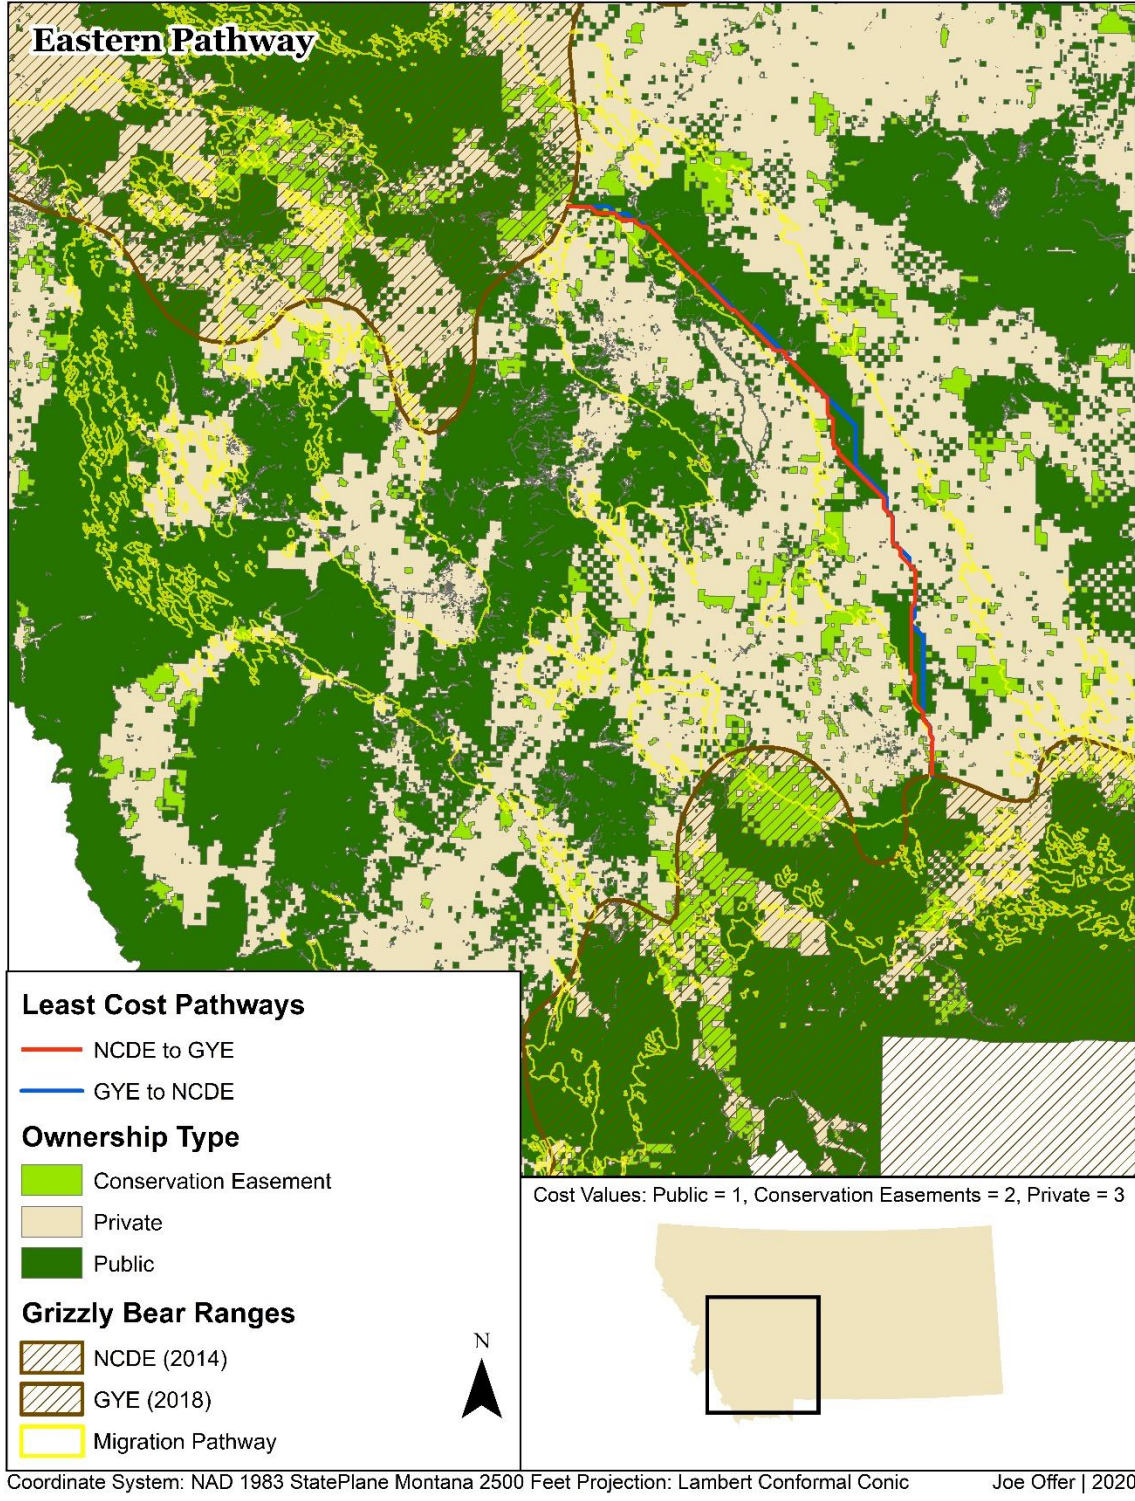 Eastern Pathway
Least Cost Pathways
NCDE to GYE
GYE to NCDE
Ownership Type
Conservation Easement
Private
Public
Grizzly Bear Ranges
NCDE (2014)
GYE (2018)
Migration Pathway
N
Cost Values: Public = 1, Conservation Easements = 2, Private = 3
Coordinate System: NAD 1983 StatePlane Montana 2500 Feet Projection: Lambert Conformal Conic
Joe Offer | 2020